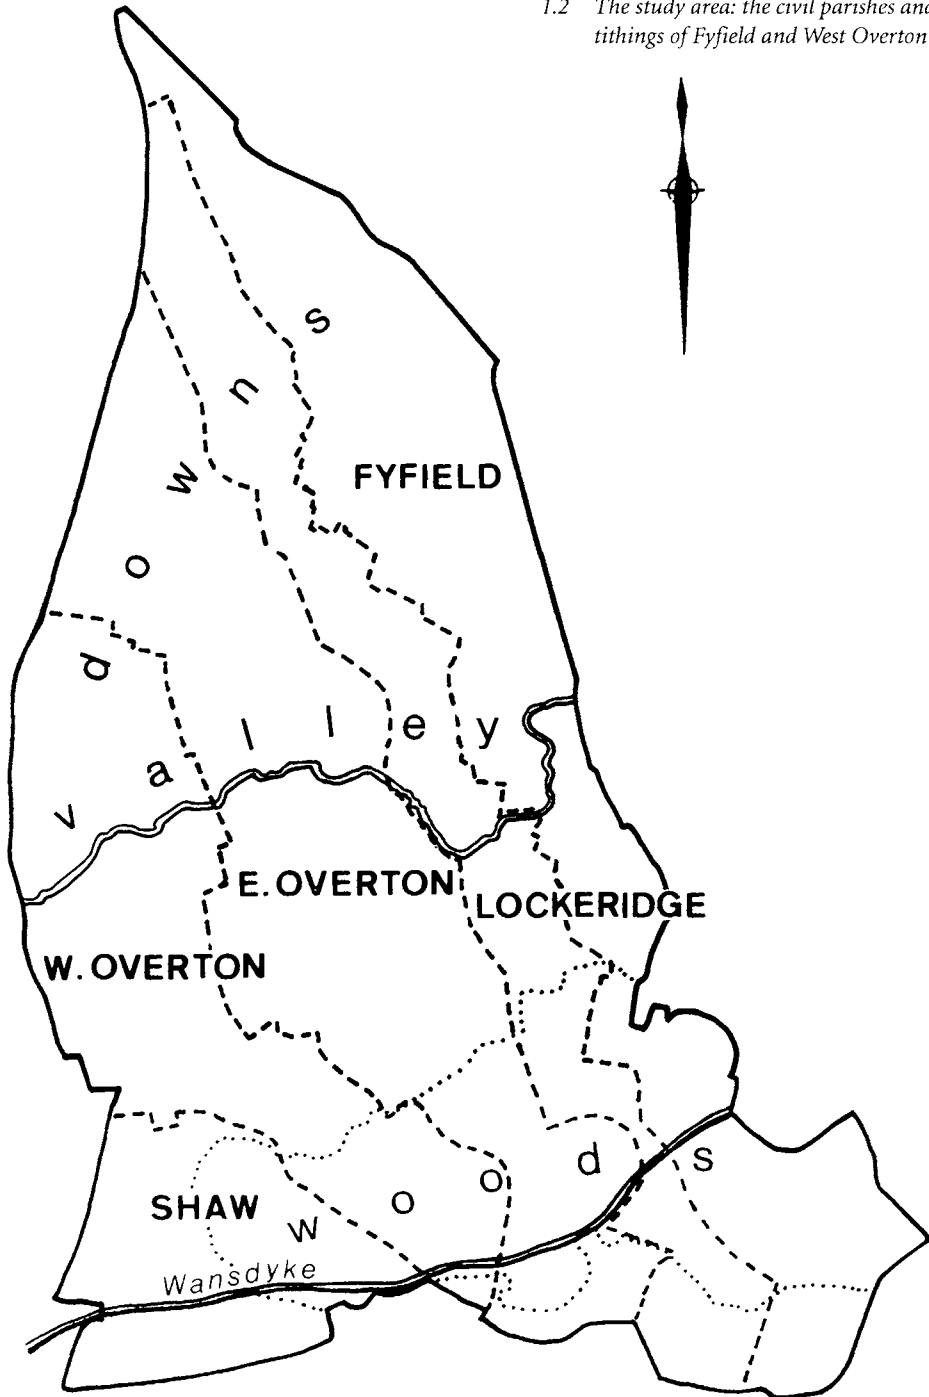 1.2 The study area: the civil parishes and
tithings of Fyfield and West Overton
downs
FYFIELD
valley
E. OVERTON
LOCKERIDGE
W. OVERTON
woods
SHAW
Wansdyke